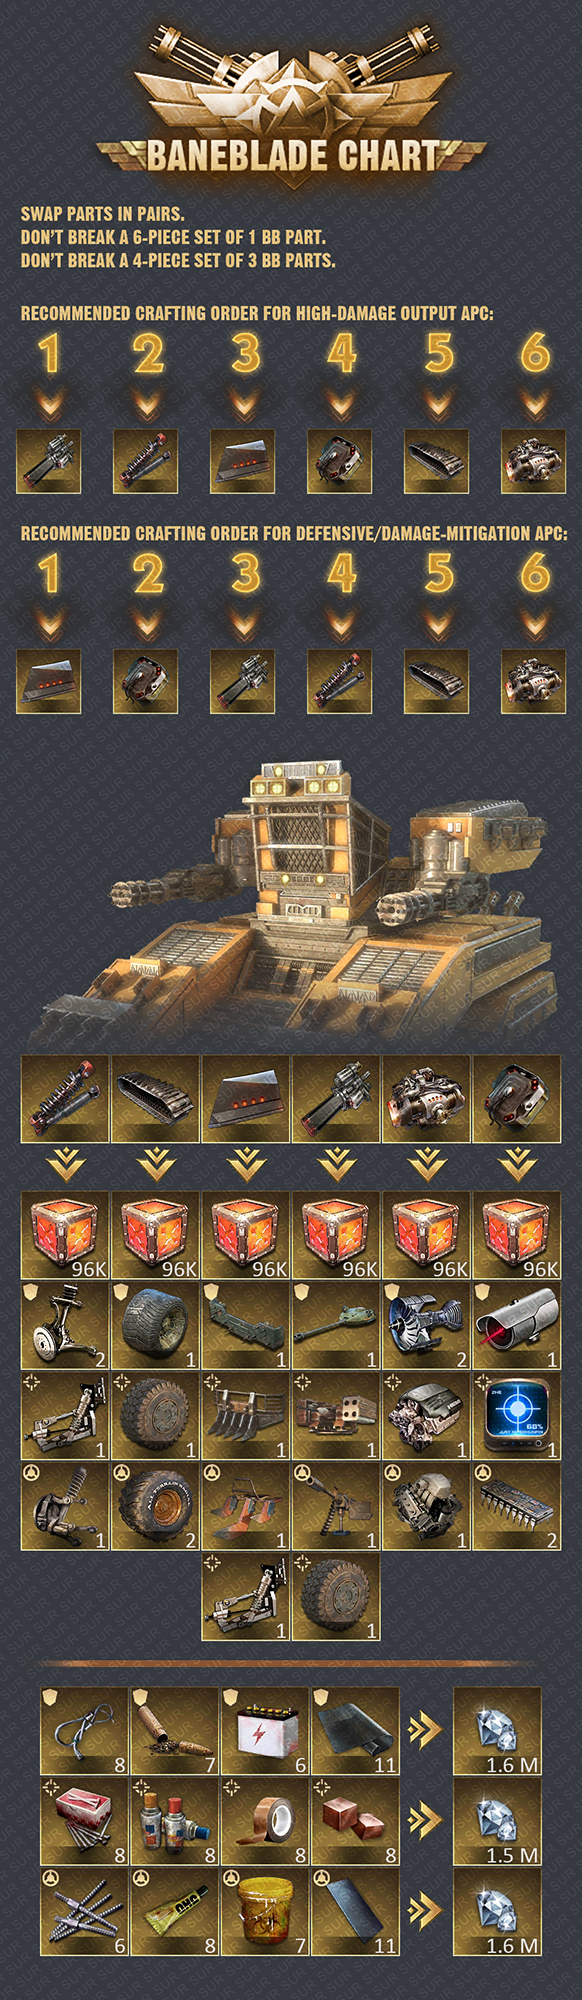 BANEBLADE CHART
SWAP PARTS IN PAIRS.
DON'T BREAK A 6-PIECE SET OF 1 BB PART.
DON'T BREAK A 4-PIECE SET OF 3 BB PARTS.
RECOMMENDED CRAFTING ORDER FOR HIGH-DAMAGE OUTPUT APC:
1 2 3 4 5 6
RECOMMENDED CRAFTING ORDER FOR DEFENSIVE/DAMAGE-MITIGATION APC:
1 2 3 4 5 6
96K 96K 96K 96K 96K 96K
2 1 1 1 2 1
ZHE
68%
1 1 1 1 1 1
1 2 1 1 1 2
1 1
8 7 6 11 1.6 M
8 8 8 8 1.5 M
UHU
6 8 7 11 1.6 M